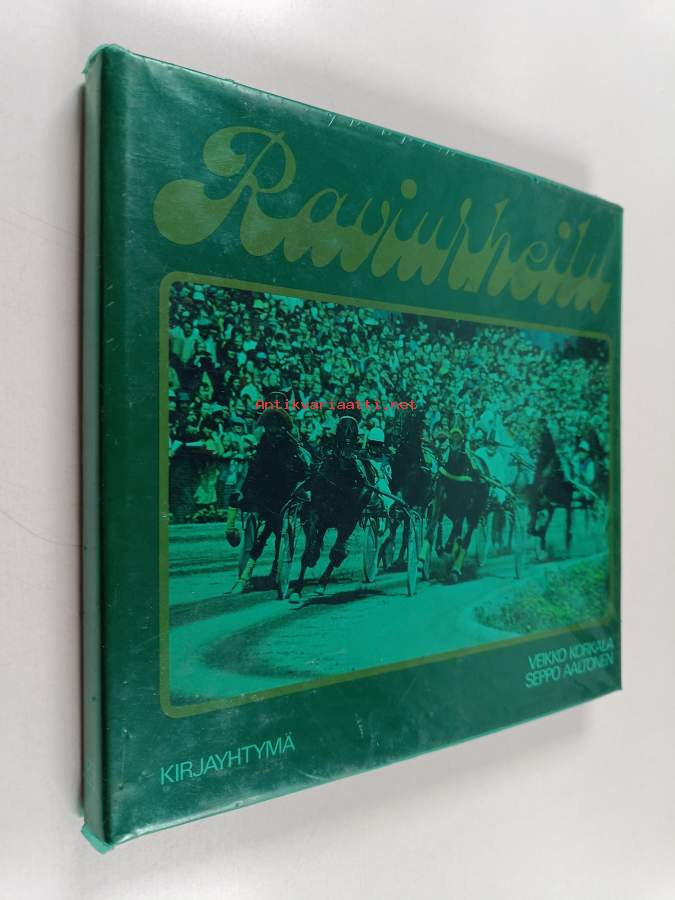 Raviurheilu
Antikvariaatti.net
VEIKKO KORKALA
SEPPO AALTONEN
KIRJAYHTYMÄ